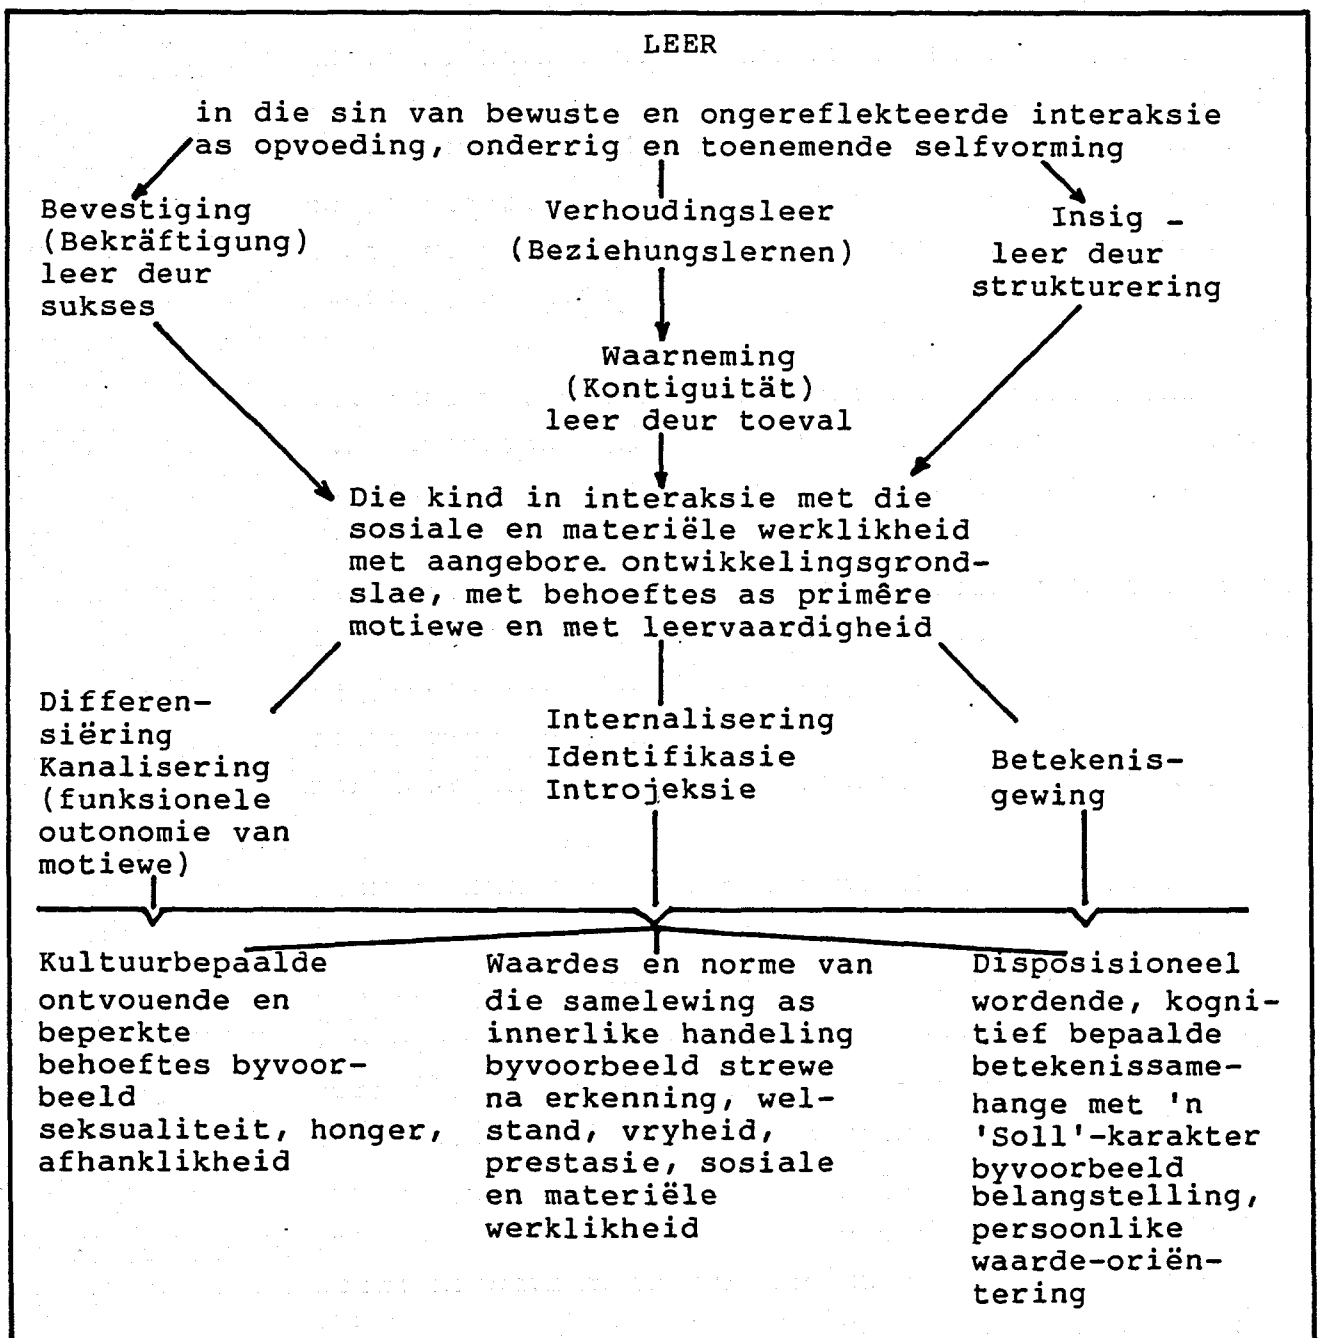 LEER
in die sin van bewuste en ongereflekteerde interaksie
as opvoeding, onderrig en toenemende selfvorming
Bevestiging
(Bekräftigung)
leer deur
sukses
Verhoudingsleer
(Beziehungslernen)
Insig -
leer deur
strukturering
Waarneming
(Kontiguität)
leer deur toeval
Die kind in interaksie met die
sosiale en materiële werklikheid
met aangebore ontwikkelingsgrond-
slae, met behoeftes as primêre
motiewe en met leervaardigheid
Differen-
siëring
Kanalisering
(funksionele
outonomie van
motiewe)
Internalisering
Identifikasie
Introjeksie
Betekenis-
gewing
Kultuurbepaalde
ontvouende en
beperkte
behoeftes byvoor-
beeld
seksualiteit, honger,
afhanklikheid
Waardes en norme van
die samelewing as
innerlike handeling
byvoorbeeld strewe
na erkenning, wel-
stand, vryheid,
prestasie, sosiale
en materiële
werklikheid
Disposisioneel
wordende, kogni-
tief bepaalde
betekenissame-
hange met 'n
'Soll'-karakter
byvoorbeeld
belangstelling,
persoonlike
waarde-oriën-
tering